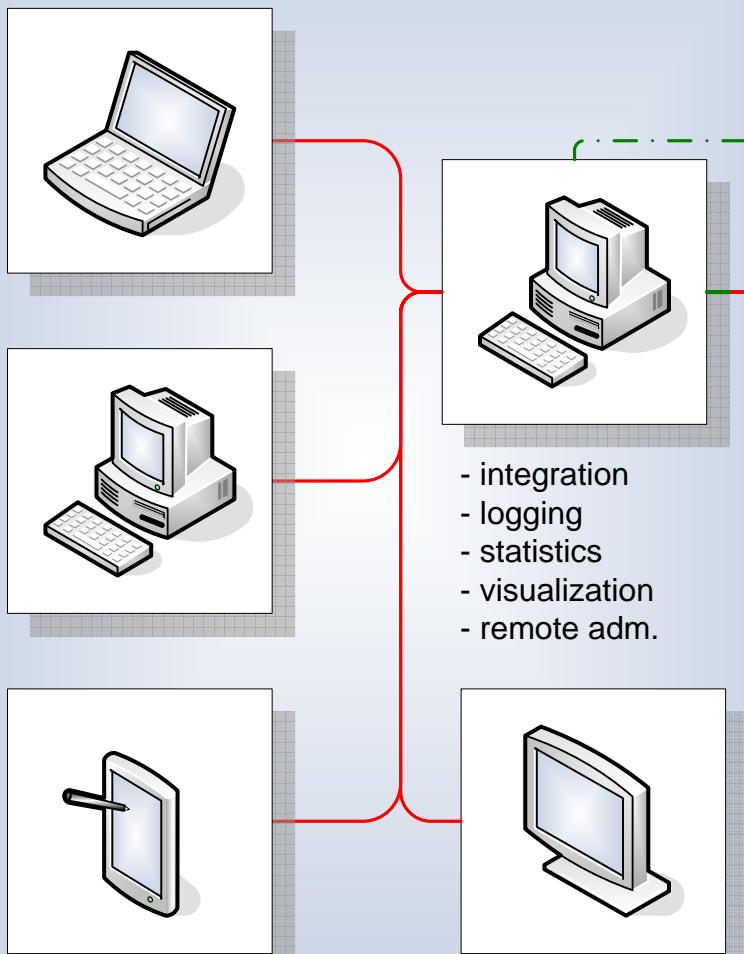 - integration
- logging
- statistics
- visualization
- remote adm.